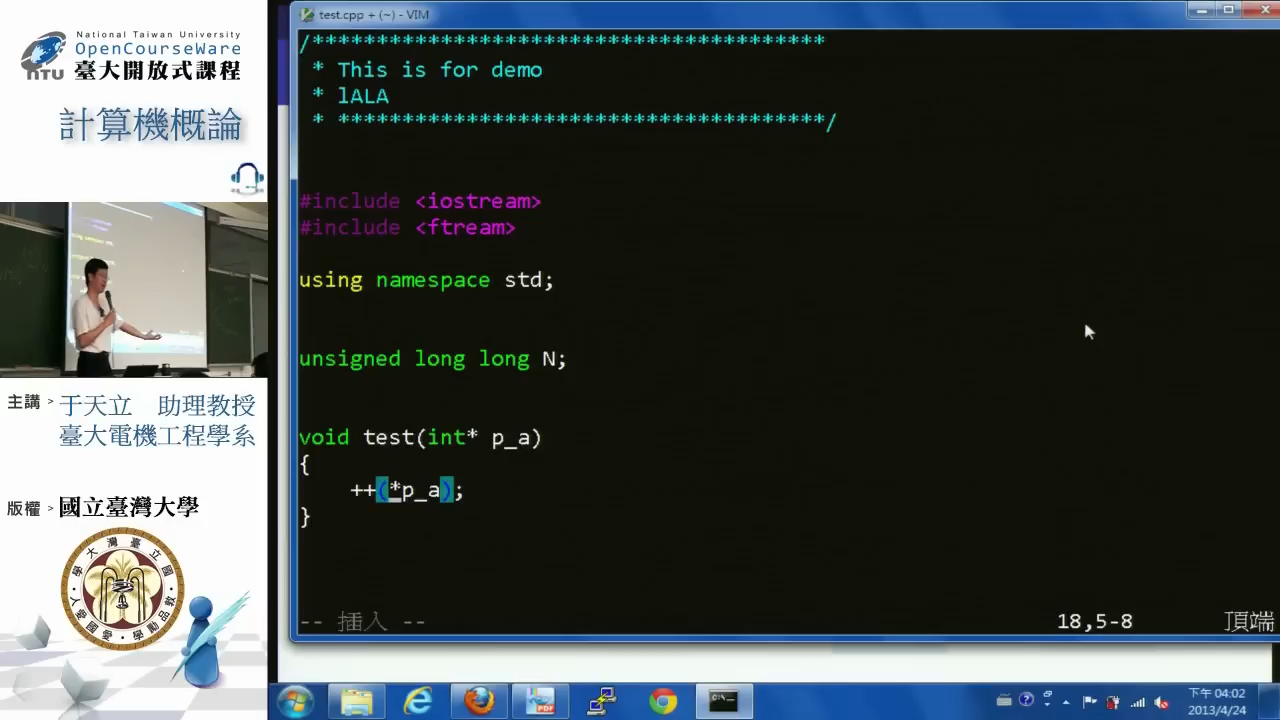 National Taiwan University
OpenCourseWare
NTU 臺大開放式課程
計算機概論
主講 > 于天立 助理教授
臺大電機工程學系
版權 > 國立臺灣大學
test.cpp + (~) - VIM
/****************************************
 * This is for demo
 * lALA
 * **************************************/
#include <iostream>
#include <ftream>
using namespace std;
unsigned long long N;
void test(int* p_a)
{
    ++(*p_a);
}
-- 插入 --
18,5-8
頂端
PDF
下午 04:02
2013/4/24